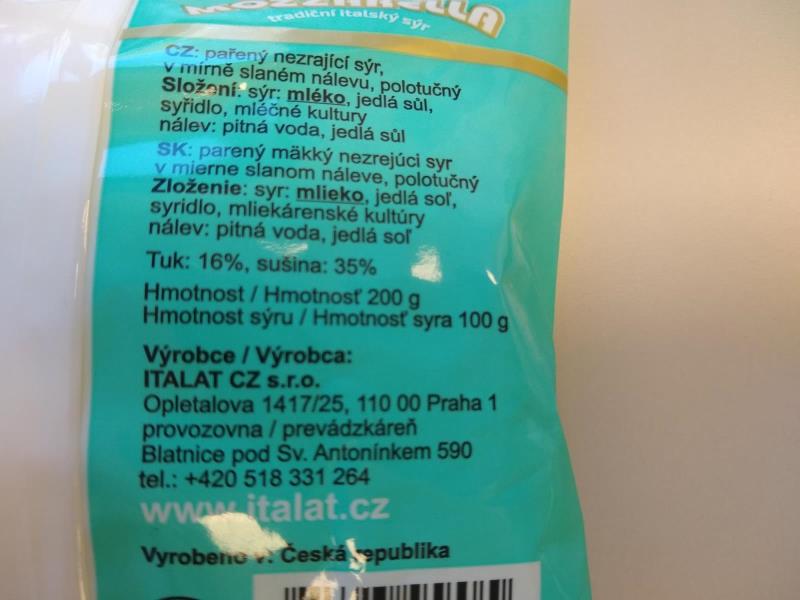 MOZZARELLA
tradiční italský sýr
CZ: pařený nezrající sýr,
v mírně slaném nálevu, polotučný
Složení: sýr: mléko, jedlá sůl,
syřidlo, mléčné kultury
nálev: pitná voda, jedlá sůl
SK: parený mäkký nezrejúci syr
v mierne slanom náleve, polotučný
Zloženie: syr: mlieko, jedlá soľ,
syridlo, mliekárenské kultúry
nálev: pitná voda, jedlá soľ
Tuk: 16%, sušina: 35%
Hmotnost / Hmotnosť 200 g
Hmotnost sýru / Hmotnosť syra 100 g
Výrobce / Výrobca:
ITALAT CZ s.r.o.
Opletalova 1417/25, 110 00 Praha 1
provozovna / prevádzkáreň
Blatnice pod Sv. Antonínkem 590
tel.: +420 518 331 264
www.italat.cz
Vyrobeno v: Česká republika